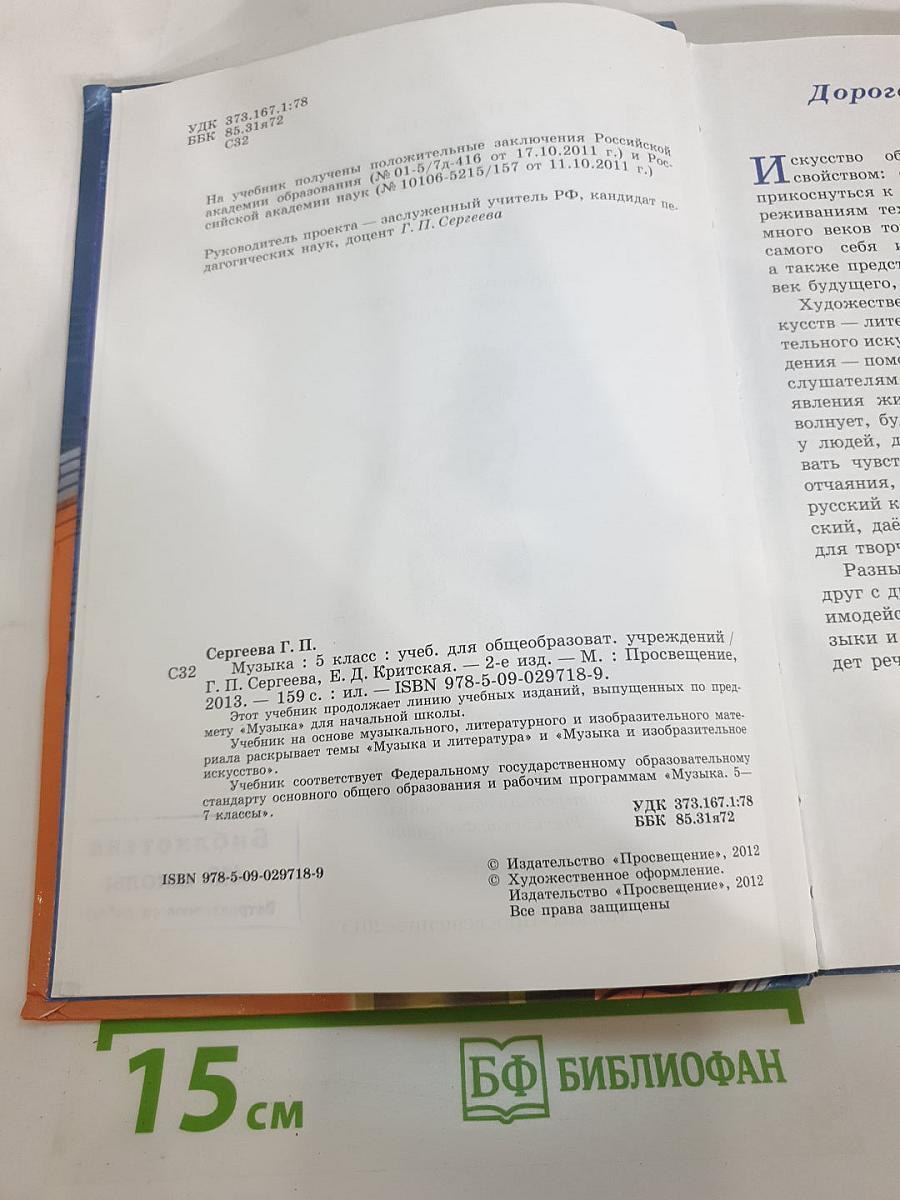 УДК 373.167.1:78
ББК 85.31я72
С32
На учебник получены положительные заключения Российской
академии образования (№ 01-5/7д-416 от 17.10.2011 г.) и Рос-
сийской академии наук (№ 10106-5215/157 от 11.10.2011 г.)
Руководитель проекта — заслуженный учитель РФ, кандидат пе-
дагогических наук, доцент Г. П. Сергеева
Сергеева Г. П.
С32 Музыка : 5 класс : учеб. для общеобразоват. учреждений /
Г. П. Сергеева, Е. Д. Критская. — 2-е изд. — М. : Просвещение,
2013. — 159 с. : ил. — ISBN 978-5-09-029718-9.
Этот учебник продолжает линию учебных изданий, выпущенных по пред-
мету «Музыка» для начальной школы.
Учебник на основе музыкального, литературного и изобразительного мате-
риала раскрывает темы «Музыка и литература» и «Музыка и изобразительное
искусство».
Учебник соответствует Федеральному государственному образовательному
стандарту основного общего образования и рабочим программам «Музыка. 5—
7 классы».
УДК 373.167.1:78
ББК 85.31я72
ISBN 978-5-09-029718-9
© Издательство «Просвещение», 2012
© Художественное оформление.
Издательство «Просвещение», 2012
Все права защищены
Дорог
Искусство об
свойством:
прикоснуться к
реживаниям тех
много веков то
самого себя и
а также предст
век будущего,
Художестве
кусств — лите
тельного иску
дения — пом
слушателям
явления жи
волнует, бу
у людей, д
вать чувст
отчаяния,
русский к
ский, даё
для творч
Разны
друг с д
имодейс
зыки и
дет реч
15 см
БФ БИБЛИОФАН